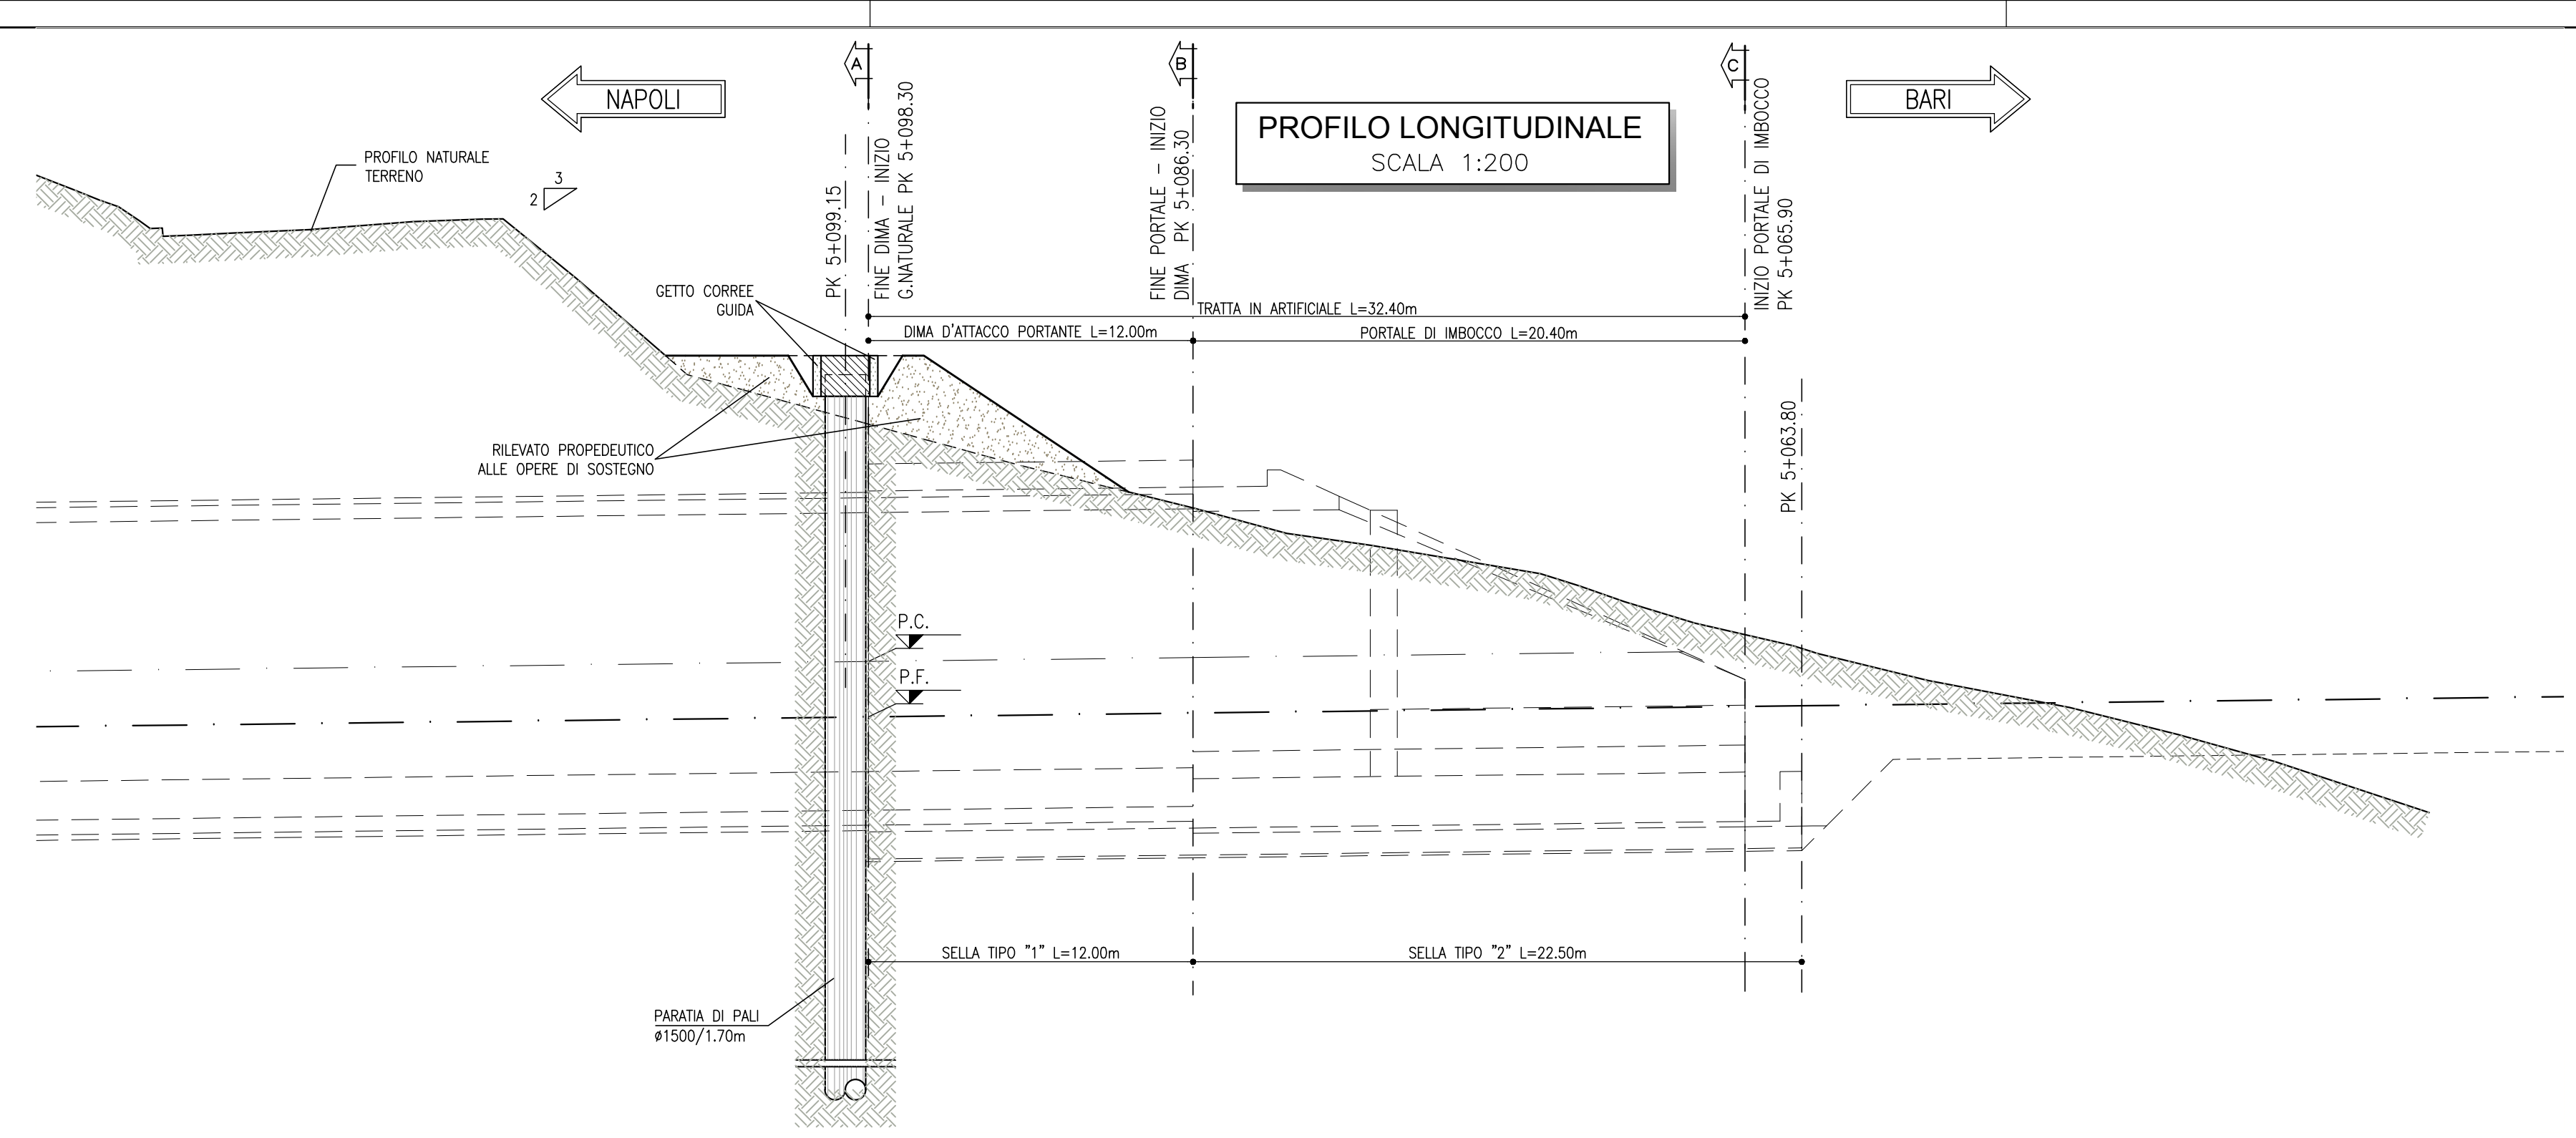 A
B
C
NAPOLI
BARI
PROFILO LONGITUDINALE
SCALA 1:200
PROFILO NATURALE
TERRENO
3
2
PK 5+099.15
FINE DIMA - INIZIO
G.NATURALE PK 5+098.30
FINE PORTALE - INIZIO
DIMA PK 5+086.30
INIZIO PORTALE DI IMBOCCO
PK 5+065.90
GETTO CORREE
GUIDA
TRATTA IN ARTIFICIALE L=32.40m
DIMA D'ATTACCO PORTANTE L=12.00m
PORTALE DI IMBOCCO L=20.40m
PK 5+063.80
RILEVATO PROPEDEUTICO
ALLE OPERE DI SOSTEGNO
P.C.
P.F.
SELLA TIPO "1" L=12.00m
SELLA TIPO "2" L=22.50m
PARATIA DI PALI
ø1500/1.70m